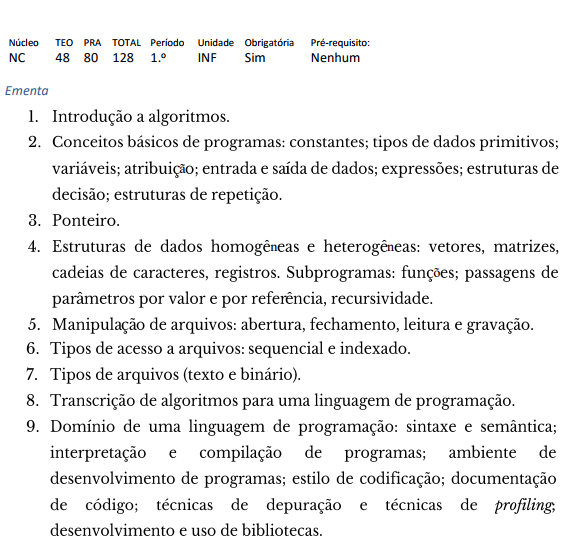 Núcleo TEO PRA TOTAL Período Unidade Obrigatória Pré-requisito:
NC 48 80 128 1.º INF Sim Nenhum
Ementa
1. Introdução a algoritmos.
2. Conceitos básicos de programas: constantes; tipos de dados primitivos;
variáveis; atribuição; entrada e saída de dados; expressões; estruturas de
decisão; estruturas de repetição.
3. Ponteiro.
4. Estruturas de dados homogêneas e heterogêneas: vetores, matrizes,
cadeias de caracteres, registros. Subprogramas: funções; passagens de
parâmetros por valor e por referência, recursividade.
5. Manipulação de arquivos: abertura, fechamento, leitura e gravação.
6. Tipos de acesso a arquivos: sequencial e indexado.
7. Tipos de arquivos (texto e binário).
8. Transcrição de algoritmos para uma linguagem de programação.
9. Domínio de uma linguagem de programação: sintaxe e semântica;
interpretação e compilação de programas; ambiente de
desenvolvimento de programas; estilo de codificação; documentação
de código; técnicas de depuração e técnicas de profiling;
desenvolvimento e uso de bibliotecas.